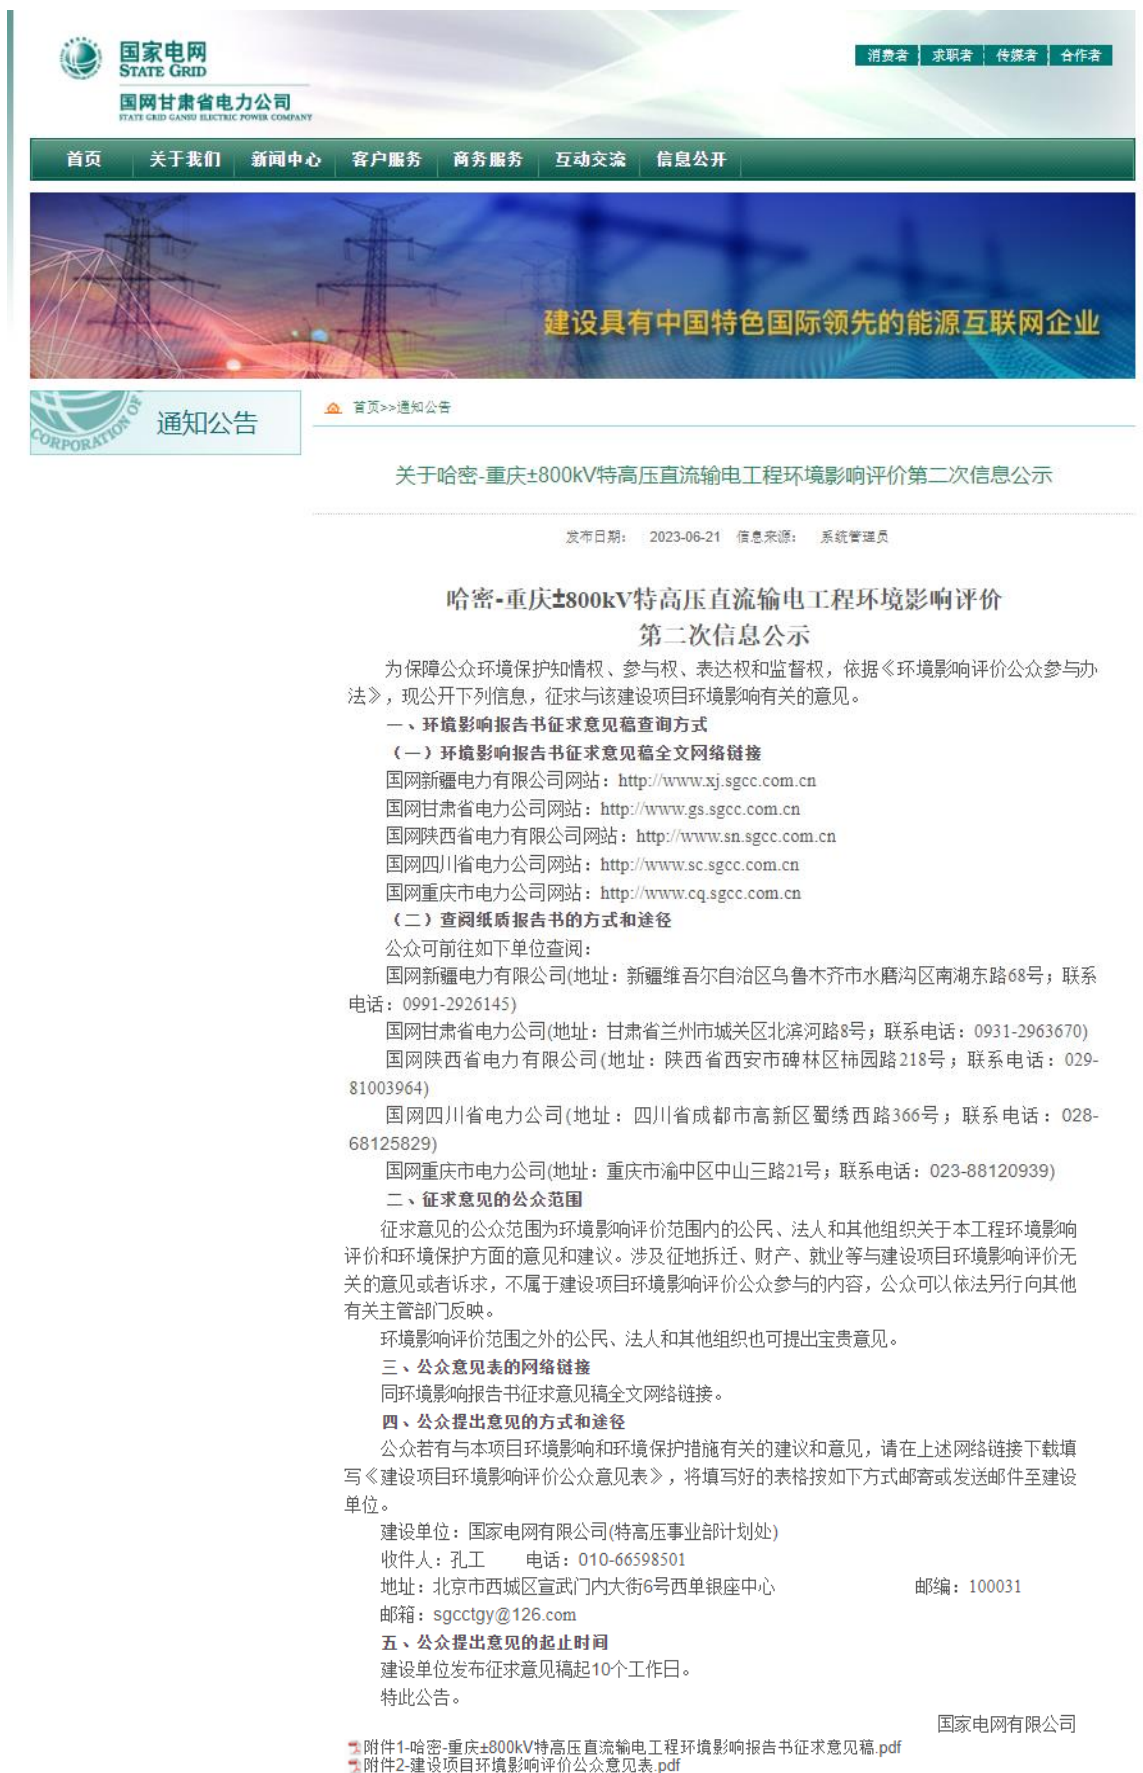 国家电网
STATE GRID
国网甘肃省电力公司
STATE GRID GANSU ELECTRIC POWER COMPANY
消费者 求职者 传媒者 合作者
首页 关于我们 新闻中心 客户服务 商务服务 互动交流 信息公开
建设具有中国特色国际领先的能源互联网企业
CORPORATION OF
通知公告
首页>>通知公告
关于哈密-重庆±800kV特高压直流输电工程环境影响评价第二次信息公示
发布日期： 2023-06-21 信息来源： 系统管理员
哈密-重庆±800kV特高压直流输电工程环境影响评价
第二次信息公示
为保障公众环境保护知情权、参与权、表达权和监督权，依据《环境影响评价公众参与办
法》，现公开下列信息，征求与该建设项目环境影响有关的意见。
一、环境影响报告书征求意见稿查询方式
（一）环境影响报告书征求意见稿全文网络链接
国网新疆电力有限公司网站：http://www.xj.sgcc.com.cn
国网甘肃省电力公司网站：http://www.gs.sgcc.com.cn
国网陕西省电力有限公司网站：http://www.sn.sgcc.com.cn
国网四川省电力公司网站：http://www.sc.sgcc.com.cn
国网重庆市电力公司网站：http://www.cq.sgcc.com.cn
（二）查阅纸质报告书的方式和途径
公众可前往如下单位查阅：
国网新疆电力有限公司(地址：新疆维吾尔自治区乌鲁木齐市水磨沟区南湖东路68号；联系
电话：0991-2926145)
国网甘肃省电力公司(地址：甘肃省兰州市城关区北滨河路8号；联系电话：0931-2963670)
国网陕西省电力有限公司(地址：陕西省西安市碑林区柿园路218号；联系电话：029-
81003964)
国网四川省电力公司(地址：四川省成都市高新区蜀绣西路366号；联系电话：028-
68125829)
国网重庆市电力公司(地址：重庆市渝中区中山三路21号；联系电话：023-88120939)
二、征求意见的公众范围
征求意见的公众范围为环境影响评价范围内的公民、法人和其他组织关于本工程环境影响
评价和环境保护方面的意见和建议。涉及征地拆迁、财产、就业等与建设项目环境影响评价无
关的意见或者诉求，不属于建设项目环境影响评价公众参与的内容，公众可以依法另行向其他
有关主管部门反映。
环境影响评价范围之外的公民、法人和其他组织也可提出宝贵意见。
三、公众意见表的网络链接
同环境影响报告书征求意见稿全文网络链接。
四、公众提出意见的方式和途径
公众若有与本项目环境影响和环境保护措施有关的建议和意见，请在上述网络链接下载填
写《建设项目环境影响评价公众意见表》，将填写好的表格按如下方式邮寄或发送邮件至建设
单位。
建设单位：国家电网有限公司(特高压事业部计划处)
收件人：孔工 电话：010-66598501
地址：北京市西城区宣武门内大街6号西单银座中心 邮编：100031
邮箱：sgcctgy@126.com
五、公众提出意见的起止时间
建设单位发布征求意见稿起10个工作日。
特此公告。
国家电网有限公司
附件1-哈密-重庆±800kV特高压直流输电工程环境影响报告书征求意见稿.pdf
附件2-建设项目环境影响评价公众意见表.pdf